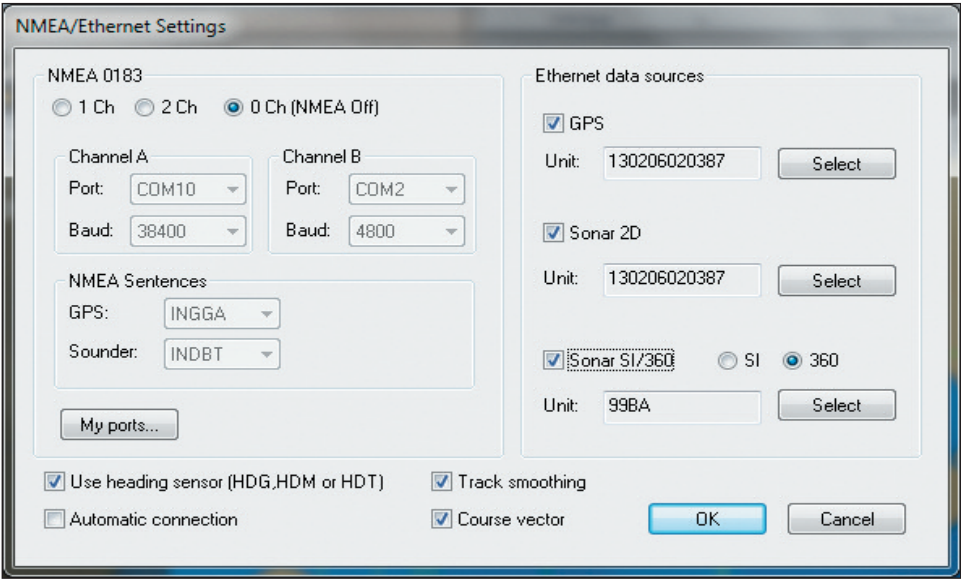 NMEA/Ethernet Settings
NMEA 0183
1 Ch 2 Ch 0 Ch (NMEA Off)
Channel A
Port: COM10
Baud: 38400
Channel B
Port: COM2
Baud: 4800
NMEA Sentences
GPS: INGGA
Sounder: INDBT
My ports...
Ethernet data sources
GPS
Unit: 130206020387 Select
Sonar 2D
Unit: 130206020387 Select
Sonar SI/360 SI 360
Unit: 99BA Select
Use heading sensor (HDG,HDM or HDT) Track smoothing
Automatic connection Course vector OK Cancel